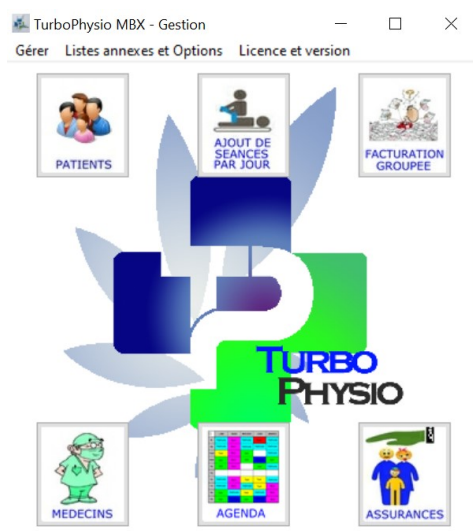 TurboPhysio MBX - Gestion
Gérer Listes annexes et Options Licence et version
PATIENTS
AJOUT DE
SEANCES
PAR JOUR
FACTURATION
GROUPEE
TURBO
PHYSIO
MEDECINS
AGENDA
ASSURANCES